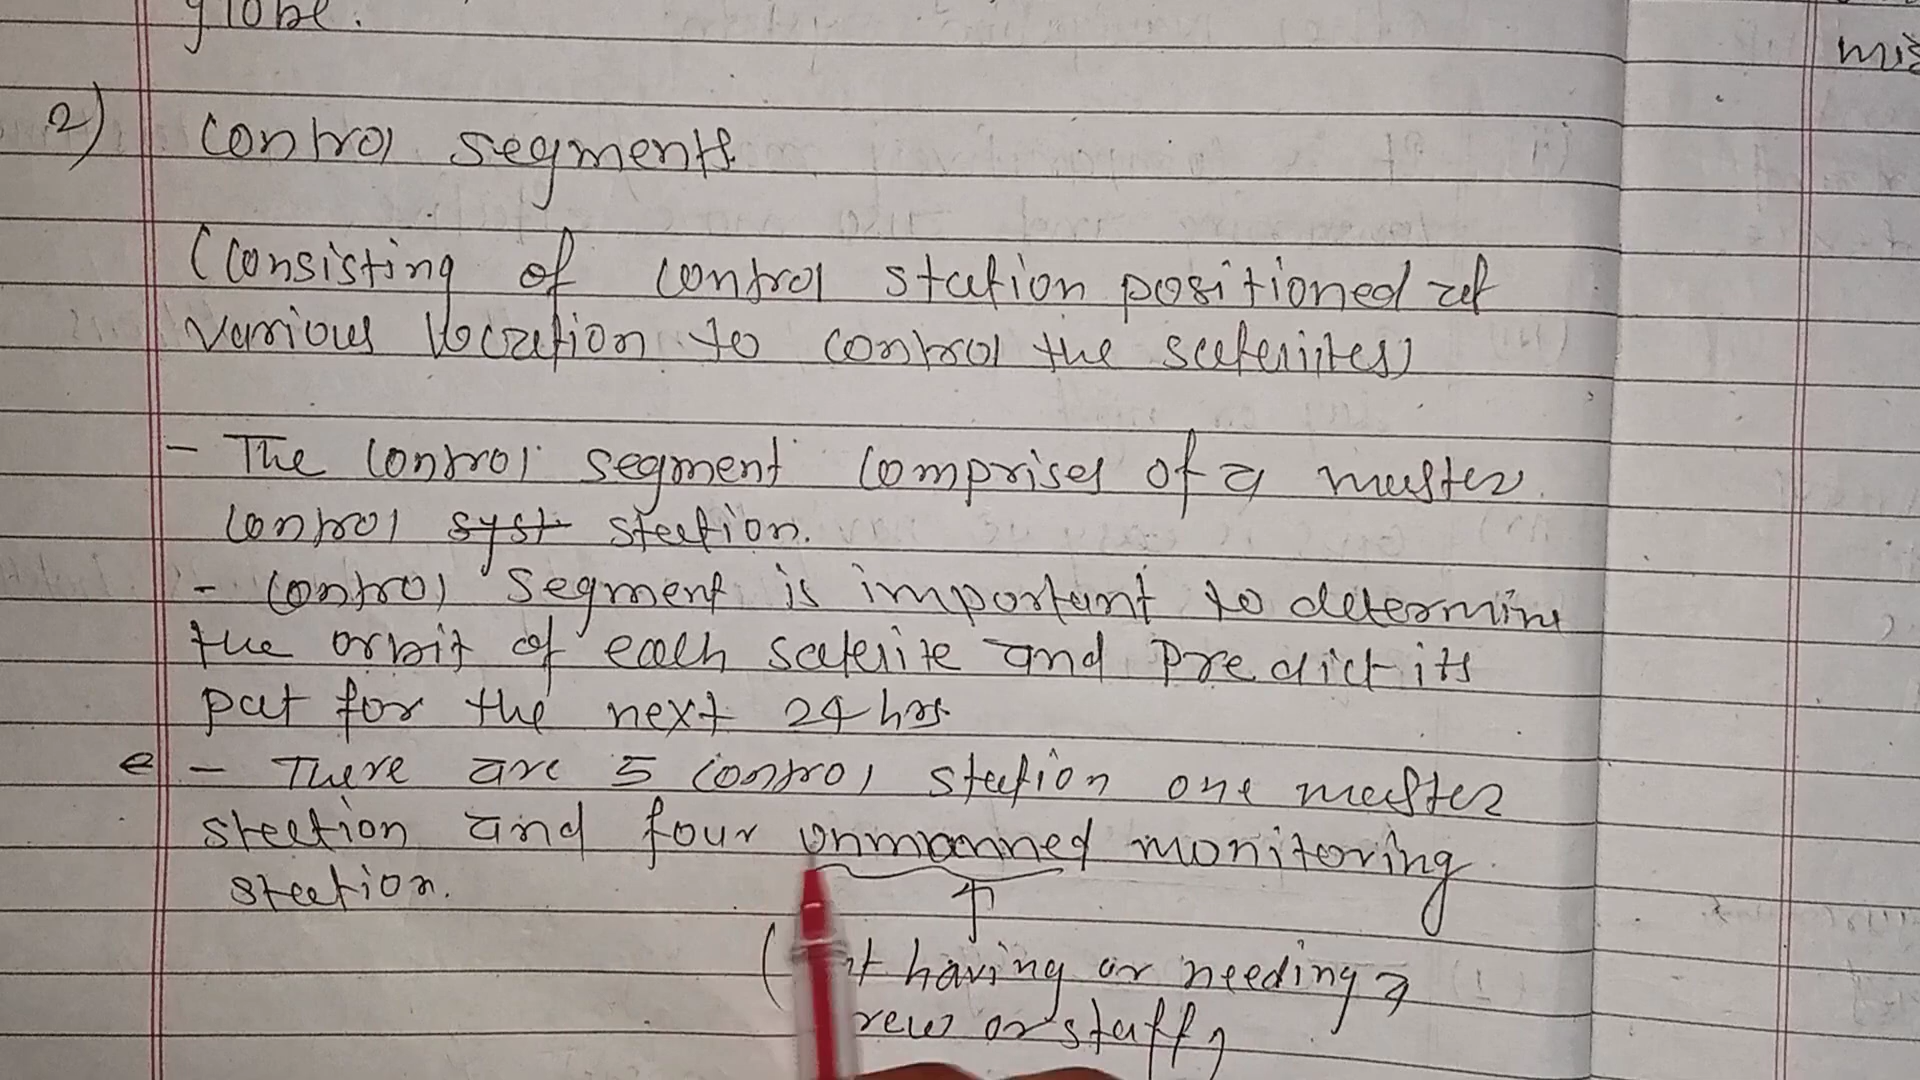 globe.
mis
2) Control segments
(Consisting of control station positioned at
various location to control the satellites)
- The control segment comprises of a master
control syst station.
- Control segment is important to determine
the orbit of each satelite and predict its
pat for the next 24 hrs.
e - There are 5 control station one master
station and four unmanned monitoring
station.
( t having or needing a
rew or staff)